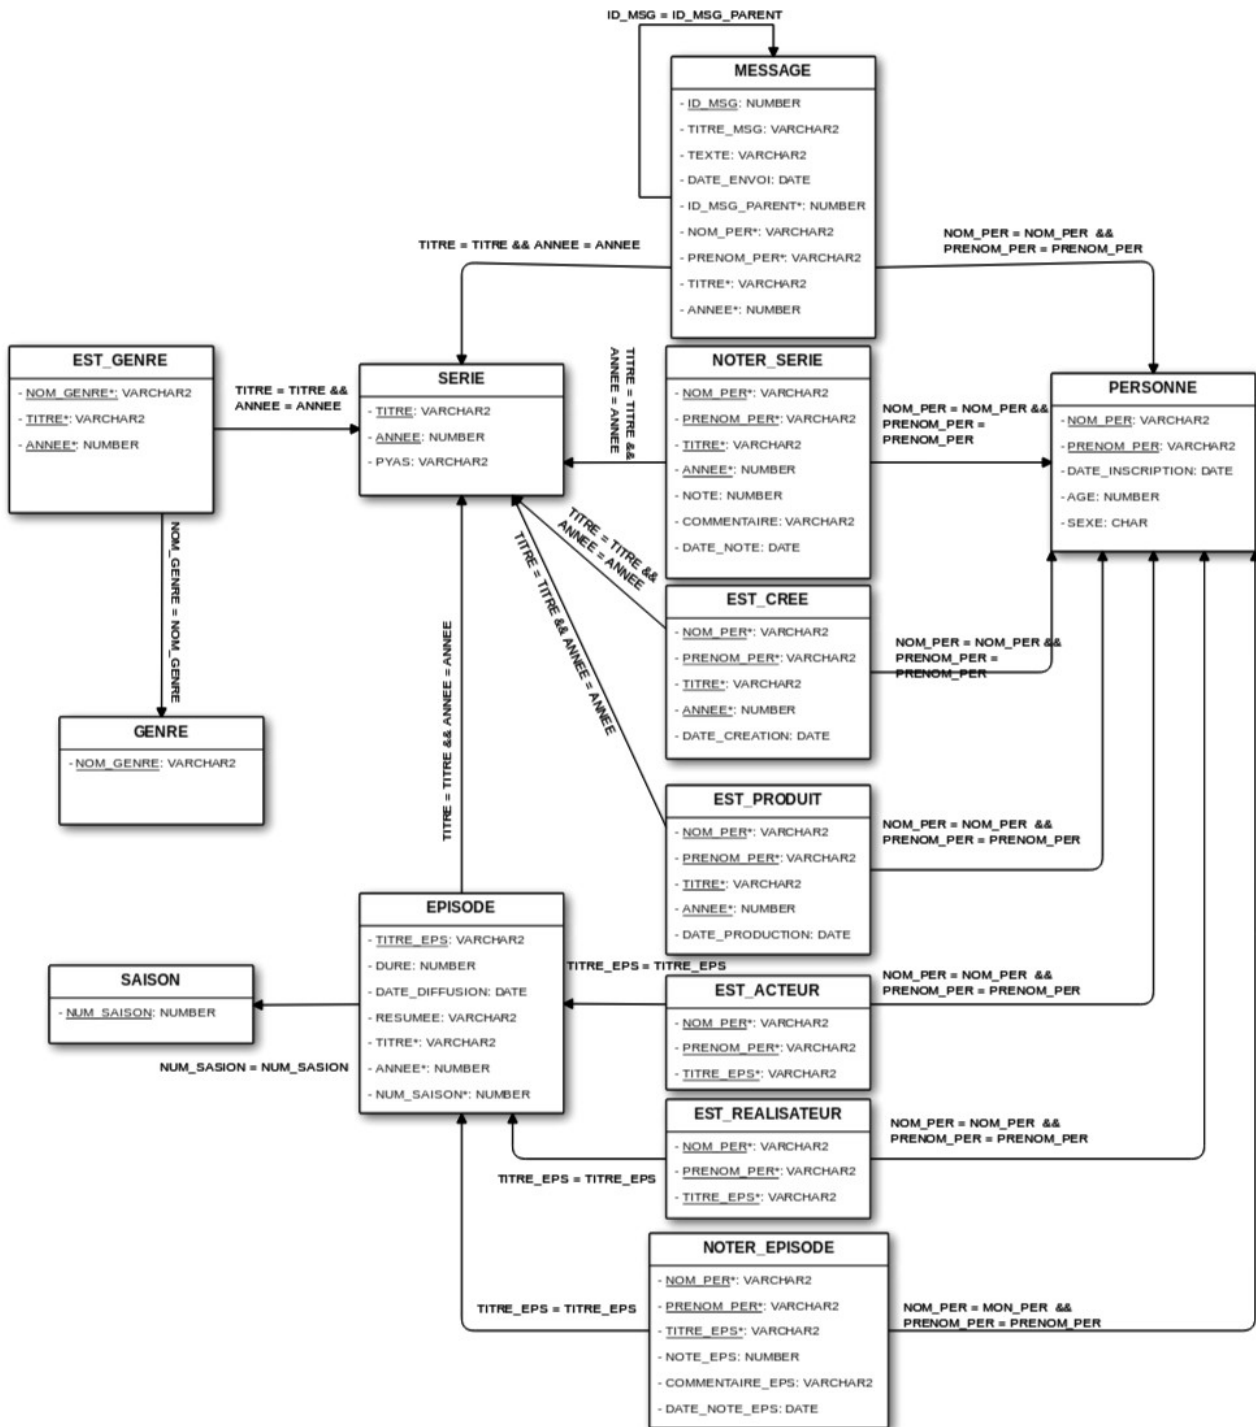 ID_MSG = ID_MSG_PARENT
MESSAGE
- ID_MSG: NUMBER
- TITRE_MSG: VARCHAR2
- TEXTE: VARCHAR2
- DATE_ENVOI: DATE
- ID_MSG_PARENT*: NUMBER
- NOM_PER*: VARCHAR2
- PRENOM_PER*: VARCHAR2
- TITRE*: VARCHAR2
- ANNEE*: NUMBER
TITRE = TITRE && ANNEE = ANNEE
NOM_PER = NOM_PER &&
PRENOM_PER = PRENOM_PER
EST_GENRE
- NOM_GENRE*: VARCHAR2
- TITRE*: VARCHAR2
- ANNEE*: NUMBER
TITRE = TITRE &&
ANNEE = ANNEE
SERIE
- TITRE: VARCHAR2
- ANNEE: NUMBER
- PYAS: VARCHAR2
TITRE = TITRE &&
ANNEE = ANNEE
NOTER_SERIE
- NOM_PER*: VARCHAR2
- PRENOM_PER*: VARCHAR2
- TITRE*: VARCHAR2
- ANNEE*: NUMBER
- NOTE: NUMBER
- COMMENTAIRE: VARCHAR2
- DATE_NOTE: DATE
NOM_PER = NOM_PER &&
PRENOM_PER =
PRENOM_PER
PERSONNE
- NOM_PER: VARCHAR2
- PRENOM_PER: VARCHAR2
- DATE_INSCRIPTION: DATE
- AGE: NUMBER
- SEXE: CHAR
NOM_GENRE = NOM_GENRE
TITRE = TITRE &&
ANNEE = ANNEE
EST_CREE
- NOM_PER*: VARCHAR2
- PRENOM_PER*: VARCHAR2
- TITRE*: VARCHAR2
- ANNEE*: NUMBER
- DATE_CREATION: DATE
NOM_PER = NOM_PER &&
PRENOM_PER =
PRENOM_PER
GENRE
- NOM_GENRE: VARCHAR2
TITRE = TITRE && ANNEE = ANNEE
TITRE = TITRE && ANNEE = ANNEE
EST_PRODUIT
- NOM_PER*: VARCHAR2
- PRENOM_PER*: VARCHAR2
- TITRE*: VARCHAR2
- ANNEE*: NUMBER
- DATE_PRODUCTION: DATE
NOM_PER = NOM_PER &&
PRENOM_PER = PRENOM_PER
EPISODE
- TITRE_EPS: VARCHAR2
- DURE: NUMBER
- DATE_DIFFUSION: DATE
- RESUMEE: VARCHAR2
- TITRE*: VARCHAR2
- ANNEE*: NUMBER
- NUM_SAISON*: NUMBER
SAISON
- NUM_SAISON: NUMBER
NUM_SASION = NUM_SASION
TITRE_EPS = TITRE_EPS
EST_ACTEUR
- NOM_PER*: VARCHAR2
- PRENOM_PER*: VARCHAR2
- TITRE_EPS*: VARCHAR2
NOM_PER = NOM_PER &&
PRENOM_PER = PRENOM_PER
EST_REALISATEUR
- NOM_PER*: VARCHAR2
- PRENOM_PER*: VARCHAR2
- TITRE_EPS*: VARCHAR2
NOM_PER = NOM_PER &&
PRENOM_PER = PRENOM_PER
TITRE_EPS = TITRE_EPS
NOTER_EPISODE
- NOM_PER*: VARCHAR2
- PRENOM_PER*: VARCHAR2
- TITRE_EPS*: VARCHAR2
- NOTE_EPS: NUMBER
- COMMENTAIRE_EPS: VARCHAR2
- DATE_NOTE_EPS: DATE
TITRE_EPS = TITRE_EPS
NOM_PER = MON_PER &&
PRENOM_PER = PRENOM_PER